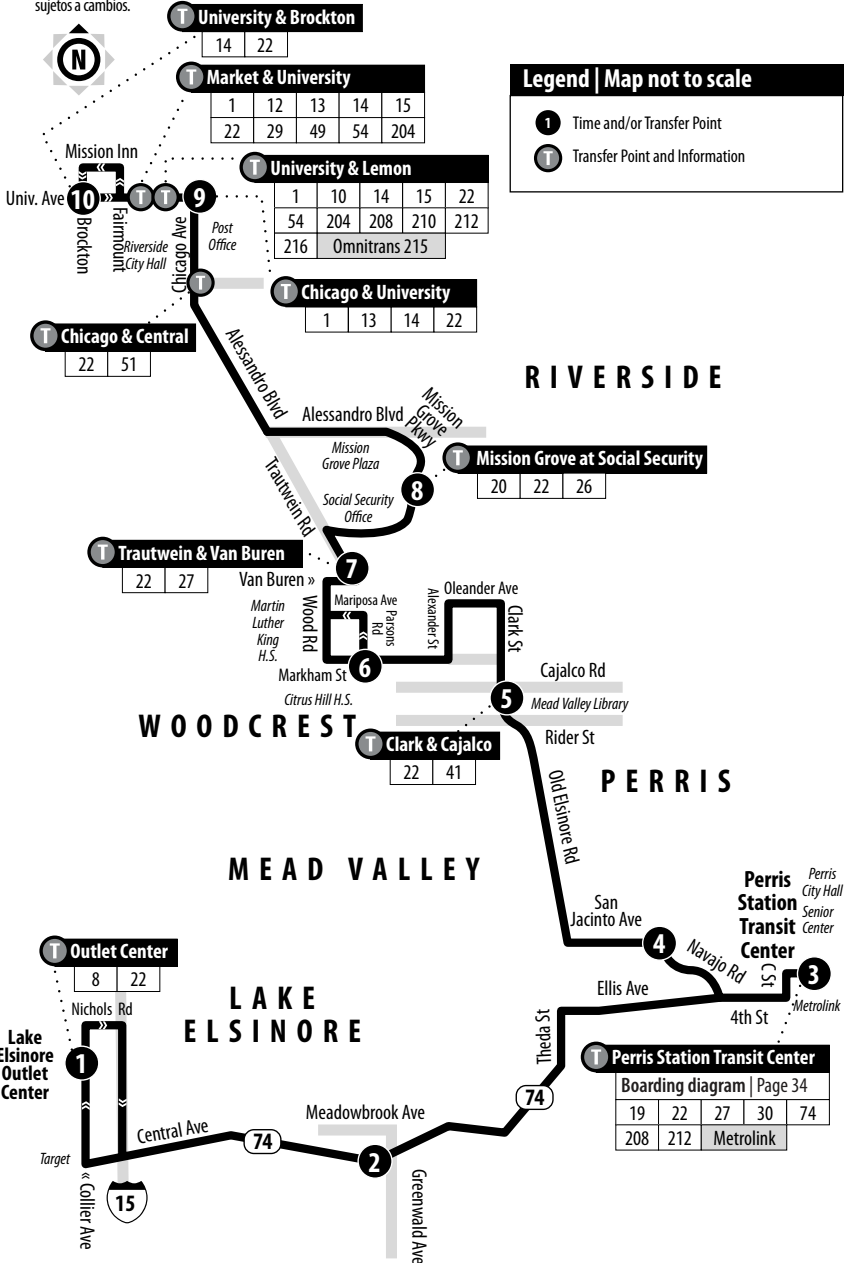 sujetos a cambios.
N
T University & Brockton
14 22
T Market & University
1 12 13 14 15
22 29 49 54 204
Legend | Map not to scale
1 Time and/or Transfer Point
T Transfer Point and Information
Mission Inn
T University & Lemon
1 10 14 15 22
54 204 208 210 212
216 Omnitrans 215
Univ. Ave
10
T
T
9
Brockton
Fairmount
Riverside
City Hall
Chicago Ave
Post
Office
T
T Chicago & University
1 13 14 22
T Chicago & Central
22 51
Alessandro Blvd
RIVERSIDE
Alessandro Blvd
Mission
Grove
Pkwy
Mission
Grove Plaza
Trautwein Rd
T Mission Grove at Social Security
20 22 26
8
Social Security
Office
T Trautwein & Van Buren
22 27
7
Van Buren »
Martin
Luther
King
H.S.
Wood Rd
Mariposa Ave
Parsons
Rd
Alexander St
Oleander Ave
Clark St
Markham St
6
Citrus Hill H.S.
Cajalco Rd
5
Mead Valley Library
Rider St
WOODCREST
T Clark & Cajalco
22 41
Old Elsinore Rd
PERRIS
MEAD VALLEY
San
Jacinto Ave
4
Navajo Rd
Perris
Station
Transit
Center
Perris
City Hall
Senior
Center
C St
3
Metrolink
Ellis Ave
4th St
Theda St
T Outlet Center
8 22
Nichols Rd
LAKE
ELSINORE
Lake
Elsinore
Outlet
Center
1
T Perris Station Transit Center
Boarding diagram | Page 34
19 22 27 30 74
208 212 Metrolink
74
Meadowbrook Ave
Central Ave
74
2
Target
« Collier Ave
15
Greenwald Ave